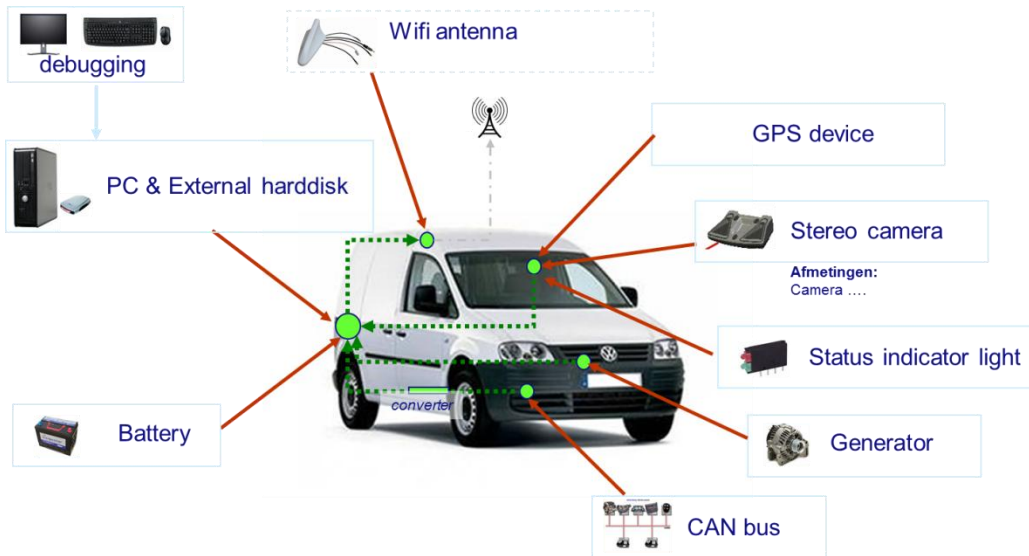 debugging
Wifi antenna
GPS device
PC & External harddisk
Stereo camera
Afmetingen:
Camera ....
Status indicator light
converter
Battery
Generator
CAN bus